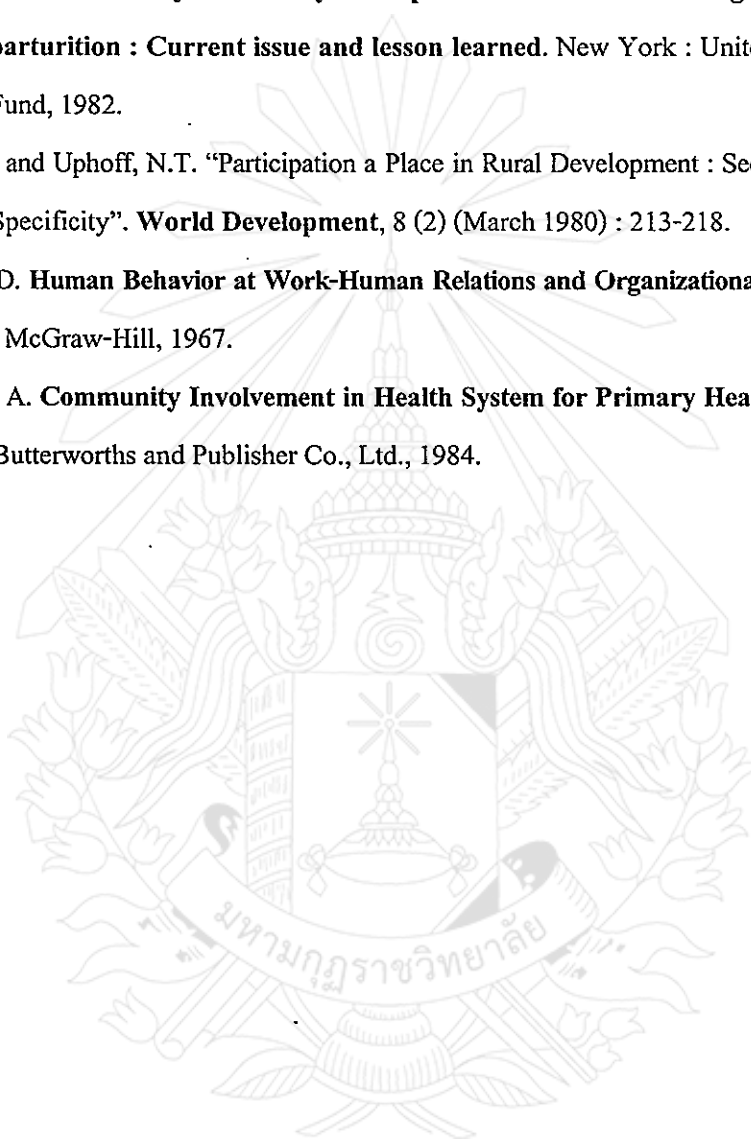 parturition : Current issue and lesson learned. New York : Unit
Fund, 1982.
and Uphoff, N.T. “Participation a Place in Rural Development : See
Specificity”. World Development, 8 (2) (March 1980) : 213-218.
D. Human Behavior at Work-Human Relations and Organizationa
McGraw-Hill, 1967.
A. Community Involvement in Health System for Primary Hea
Butterworths and Publisher Co., Ltd., 1984.
มหามกุฏราชวิทยาลัย